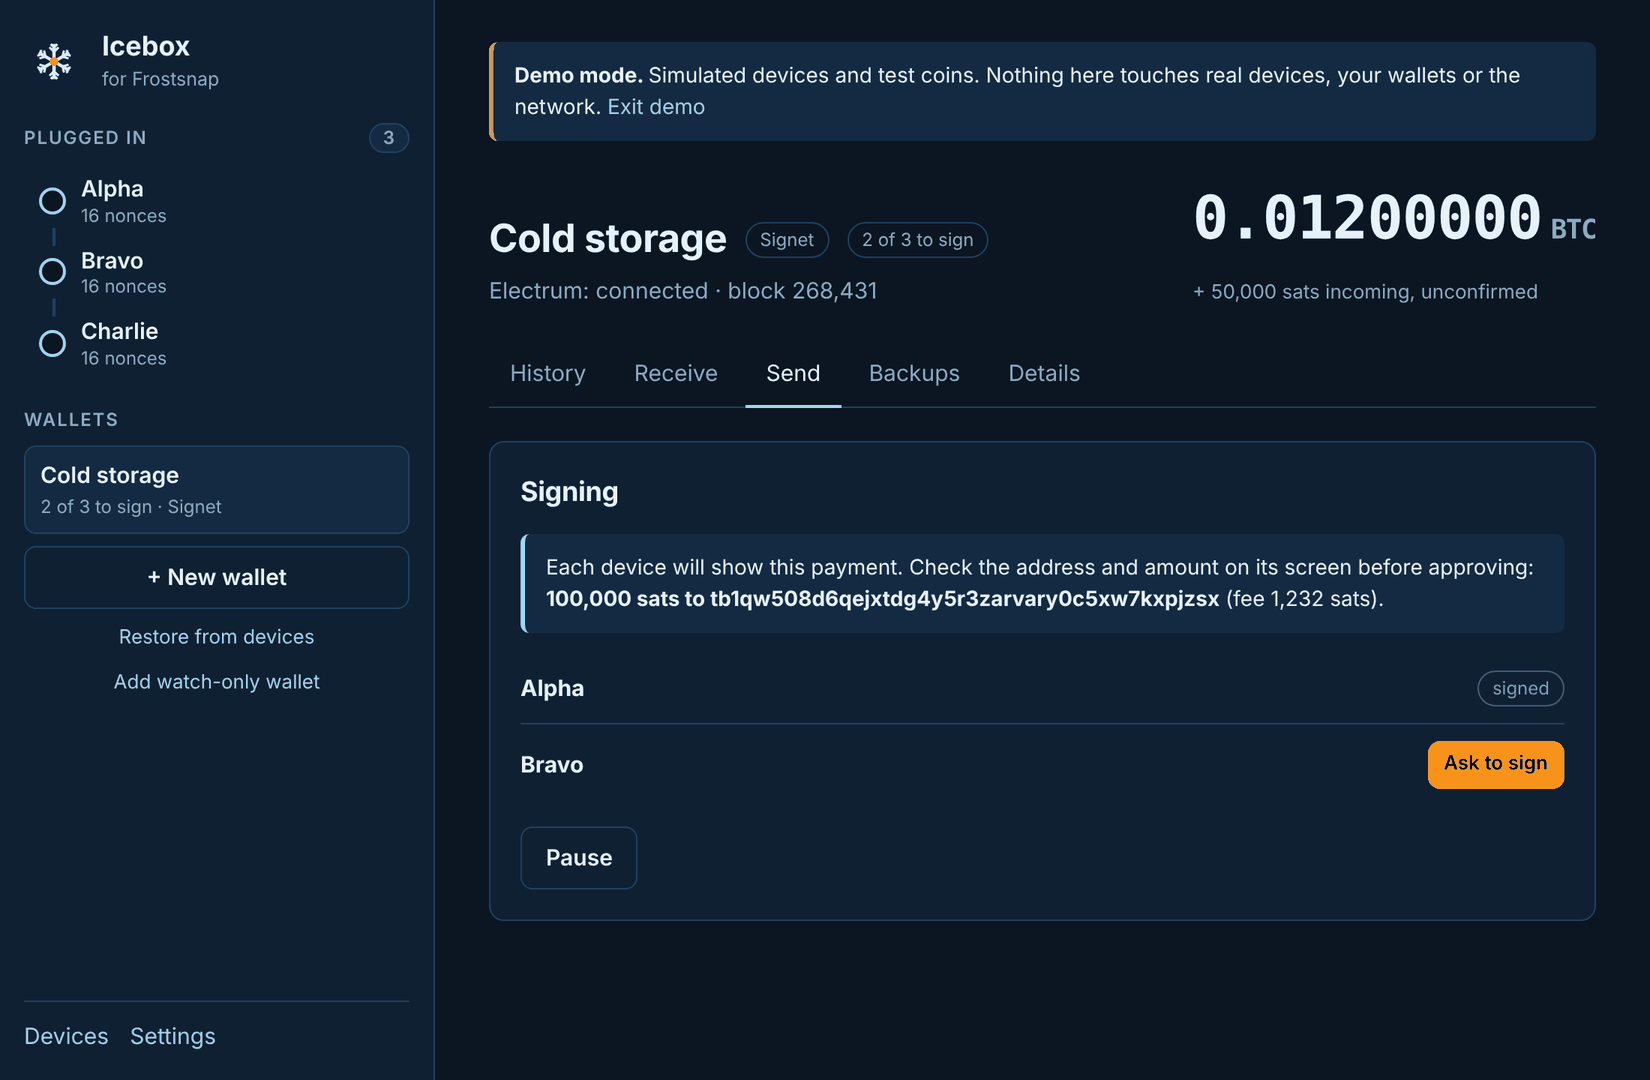 Icebox
for Frostsnap
PLUGGED IN
3
Alpha
16 nonces
Bravo
16 nonces
Charlie
16 nonces
WALLETS
Cold storage
2 of 3 to sign · Signet
+ New wallet
Restore from devices
Add watch-only wallet
Devices
Settings
Demo mode. Simulated devices and test coins. Nothing here touches real devices, your wallets or the
network. Exit demo
Cold storage
Signet
2 of 3 to sign
Electrum: connected · block 268,431
0.01200000 BTC
+ 50,000 sats incoming, unconfirmed
History
Receive
Send
Backups
Details
Signing
Each device will show this payment. Check the address and amount on its screen before approving:
100,000 sats to tb1qw508d6qejxtdg4y5r3zarvary0c5xw7kxpjzsx (fee 1,232 sats).
Alpha
signed
Bravo
Ask to sign
Pause